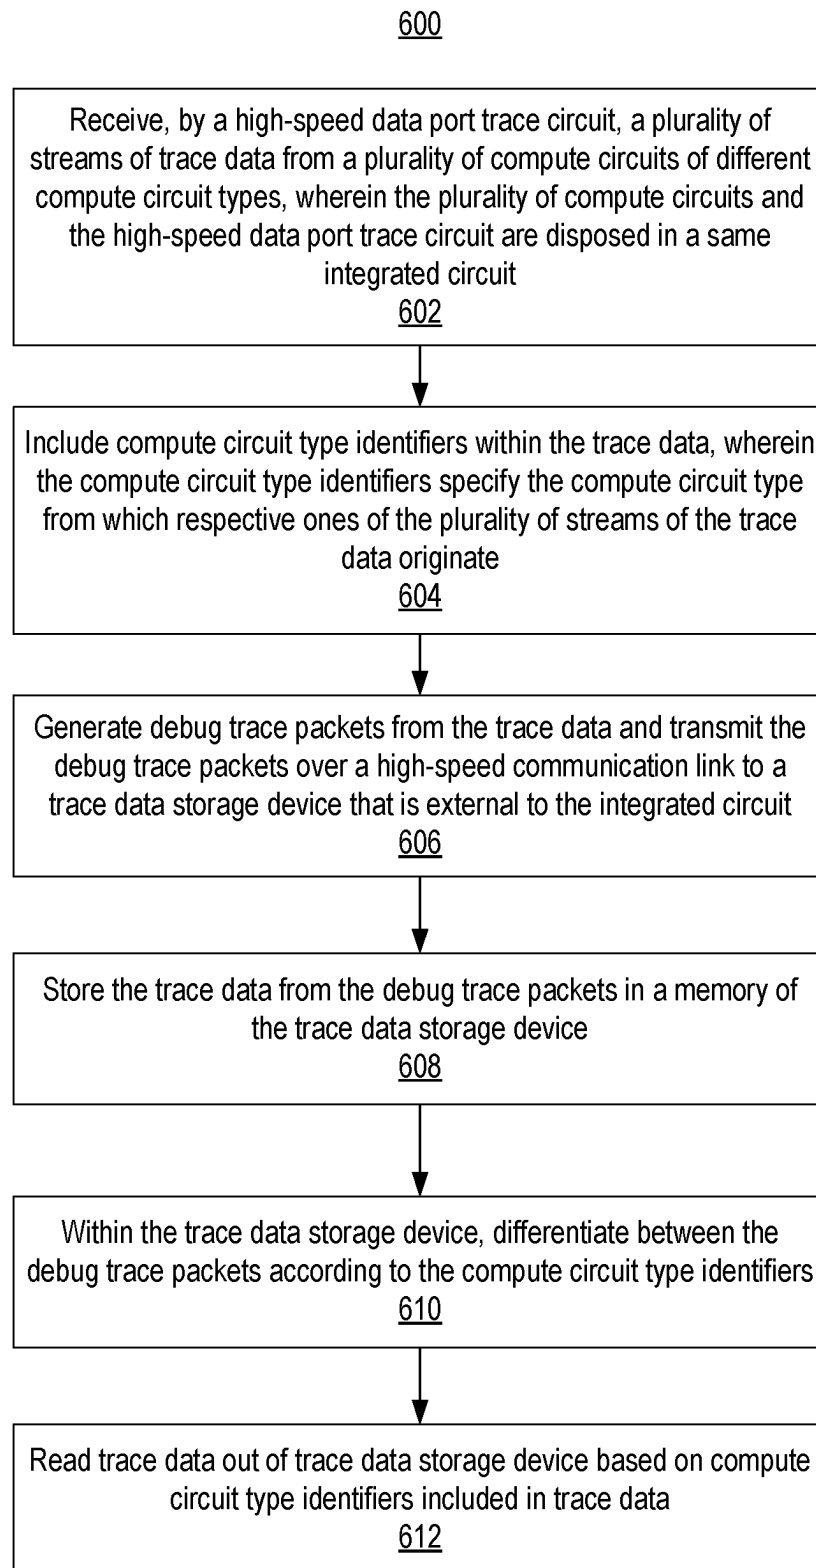 600
Receive, by a high-speed data port trace circuit, a plurality of
streams of trace data from a plurality of compute circuits of different
compute circuit types, wherein the plurality of compute circuits and
the high-speed data port trace circuit are disposed in a same
integrated circuit
602
Include compute circuit type identifiers within the trace data, wherein
the compute circuit type identifiers specify the compute circuit type
from which respective ones of the plurality of streams of the trace
data originate
604
Generate debug trace packets from the trace data and transmit the
debug trace packets over a high-speed communication link to a
trace data storage device that is external to the integrated circuit
606
Store the trace data from the debug trace packets in a memory of
the trace data storage device
608
Within the trace data storage device, differentiate between the
debug trace packets according to the compute circuit type identifiers
610
Read trace data out of trace data storage device based on compute
circuit type identifiers included in trace data
612